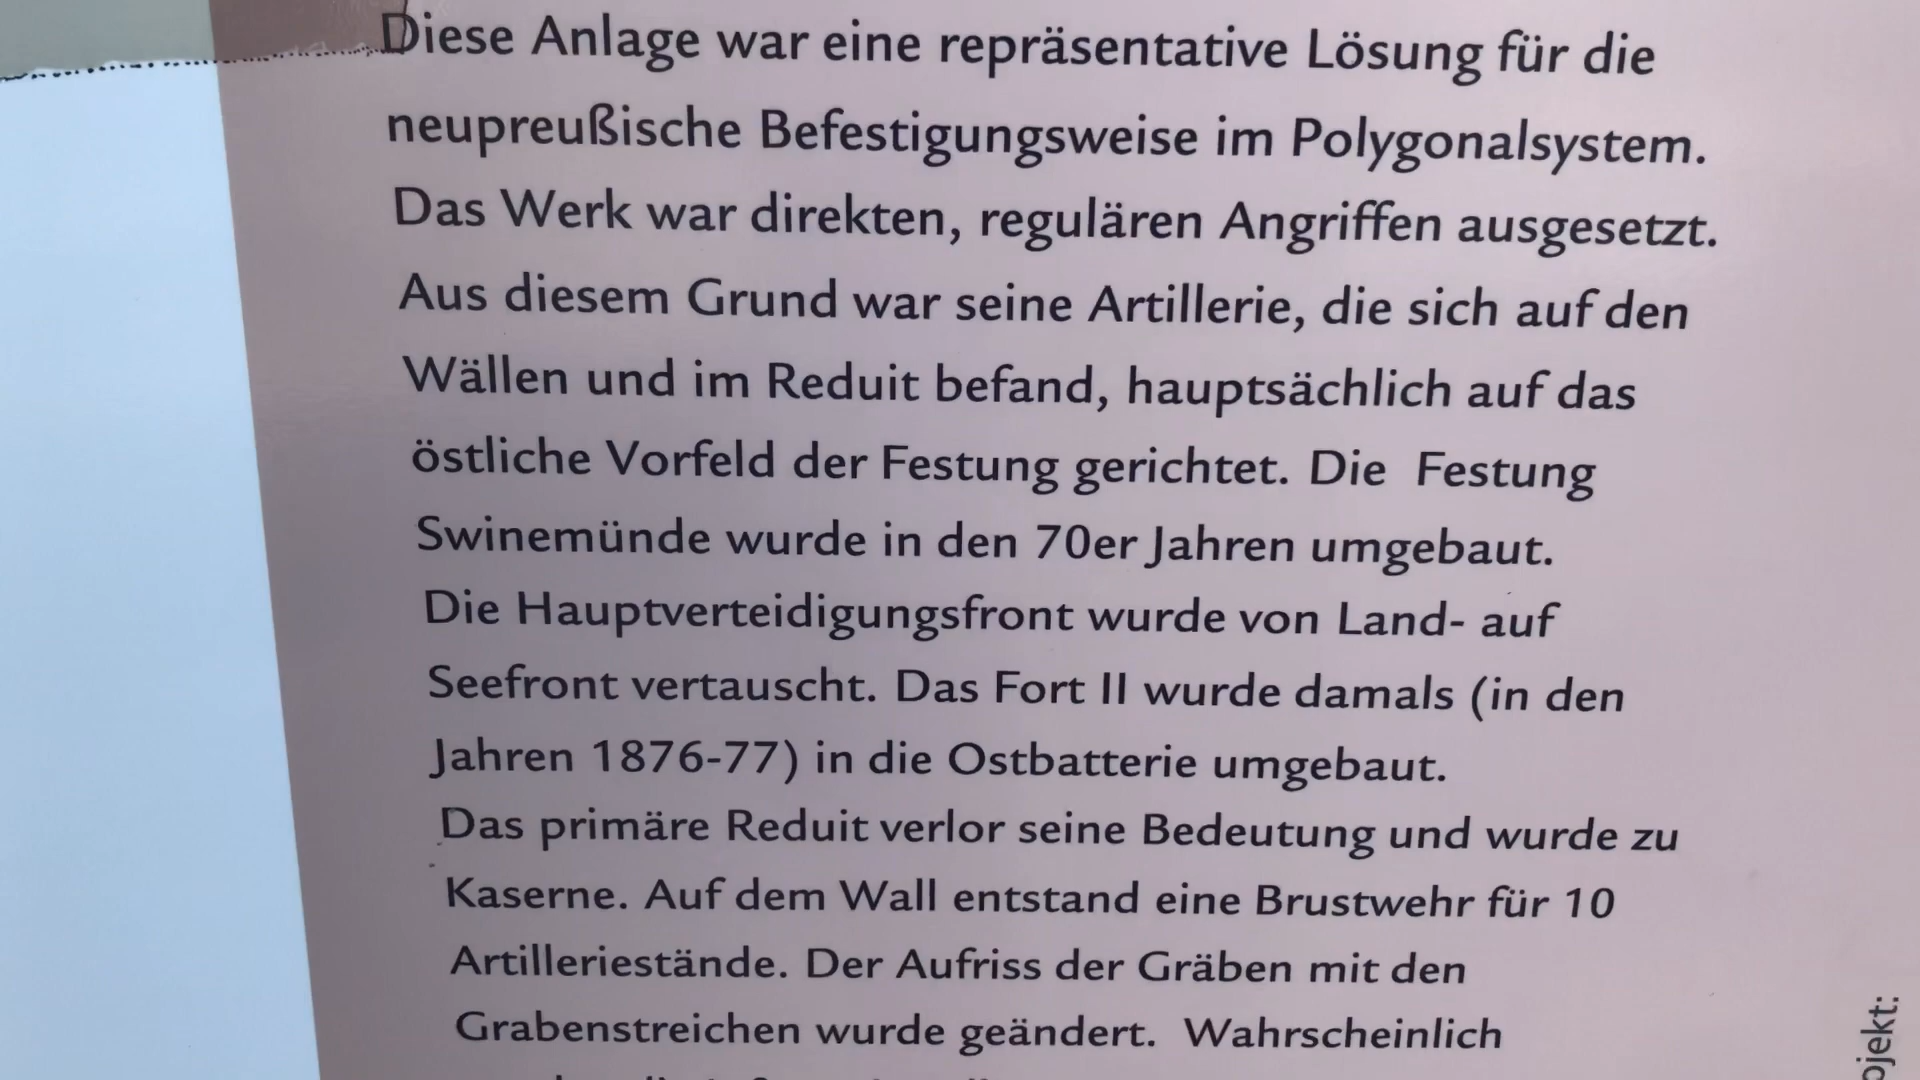 Diese Anlage war eine repräsentative Lösung für die
neupreußische Befestigungsweise im Polygonalsystem.
Das Werk war direkten, regulären Angriffen ausgesetzt.
Aus diesem Grund war seine Artillerie, die sich auf den
Wällen und im Reduit befand, hauptsächlich auf das
östliche Vorfeld der Festung gerichtet. Die Festung
Swinemünde wurde in den 70er Jahren umgebaut.
Die Hauptverteidigungsfront wurde von Land- auf
Seefront vertauscht. Das Fort II wurde damals (in den
Jahren 1876-77) in die Ostbatterie umgebaut.
Das primäre Reduit verlor seine Bedeutung und wurde zu
Kaserne. Auf dem Wall entstand eine Brustwehr für 10
Artilleriestände. Der Aufriss der Gräben mit den
Grabenstreichen wurde geändert. Wahrscheinlich
ojekt: